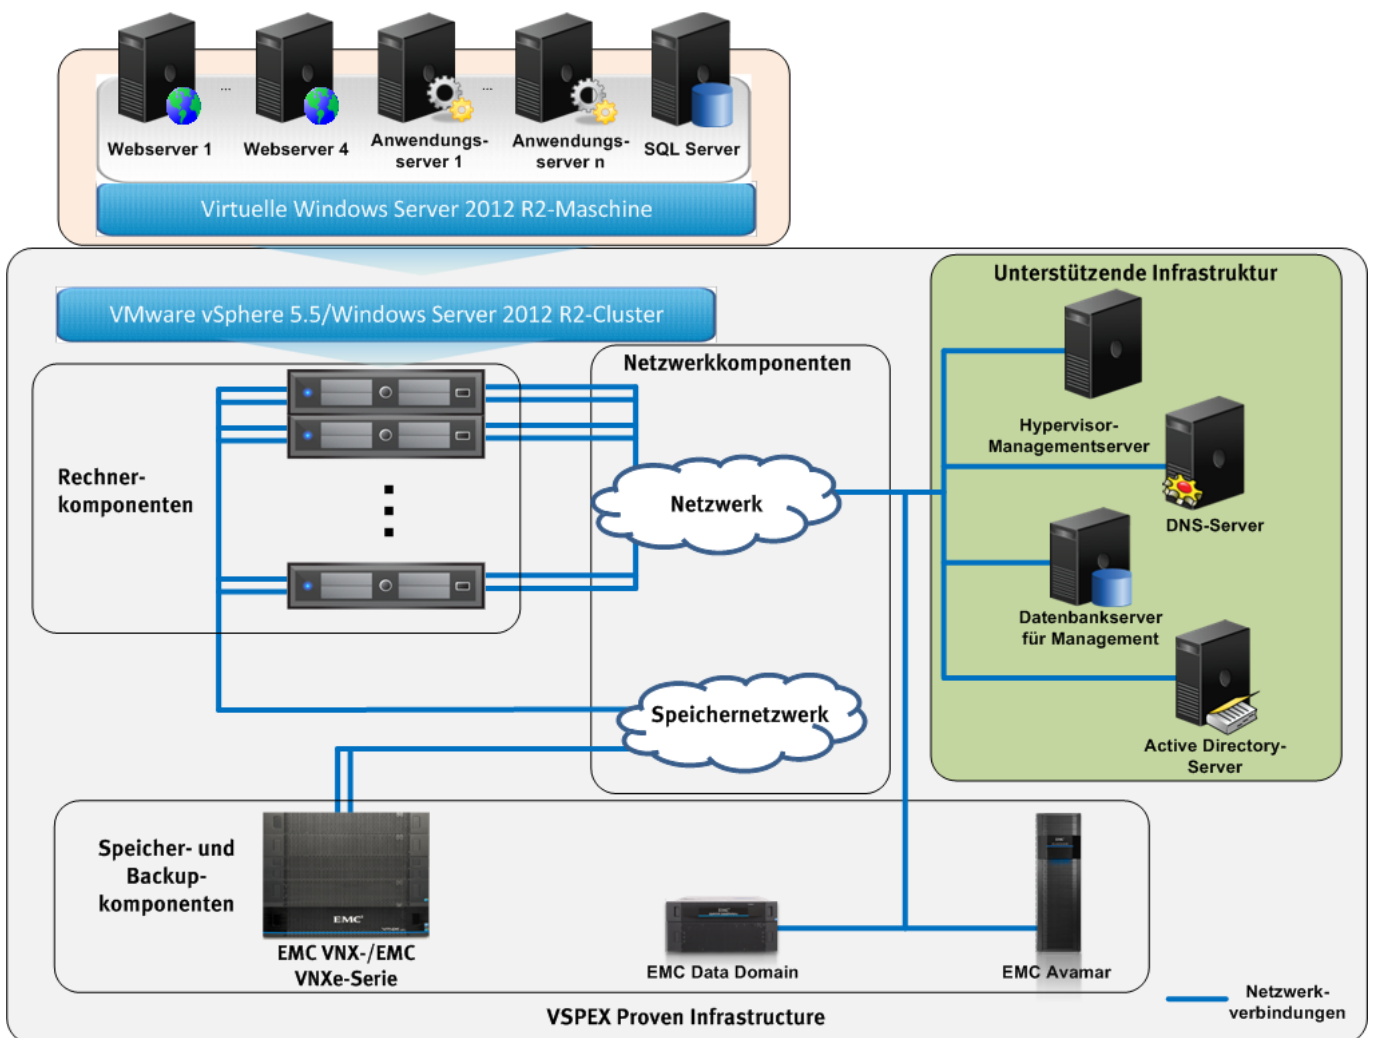 Webserver 1
...
Webserver 4
Anwendungs-
server 1
...
Anwendungs-
server n
SQL Server
Virtuelle Windows Server 2012 R2-Maschine
VMware vSphere 5.5/Windows Server 2012 R2-Cluster
Unterstützende Infrastruktur
Netzwerkkomponenten
Hypervisor-
Managementserver
Rechner-
komponenten
Netzwerk
DNS-Server
Datenbankserver
für Management
Speichernetzwerk
Active Directory-
Server
Speicher- und
Backup-
komponenten
EMC²
EMC VNX-/EMC
VNXe-Serie
EMC Data Domain
EMC
EMC Avamar
Netzwerk-
verbindungen
VSPEX Proven Infrastructure